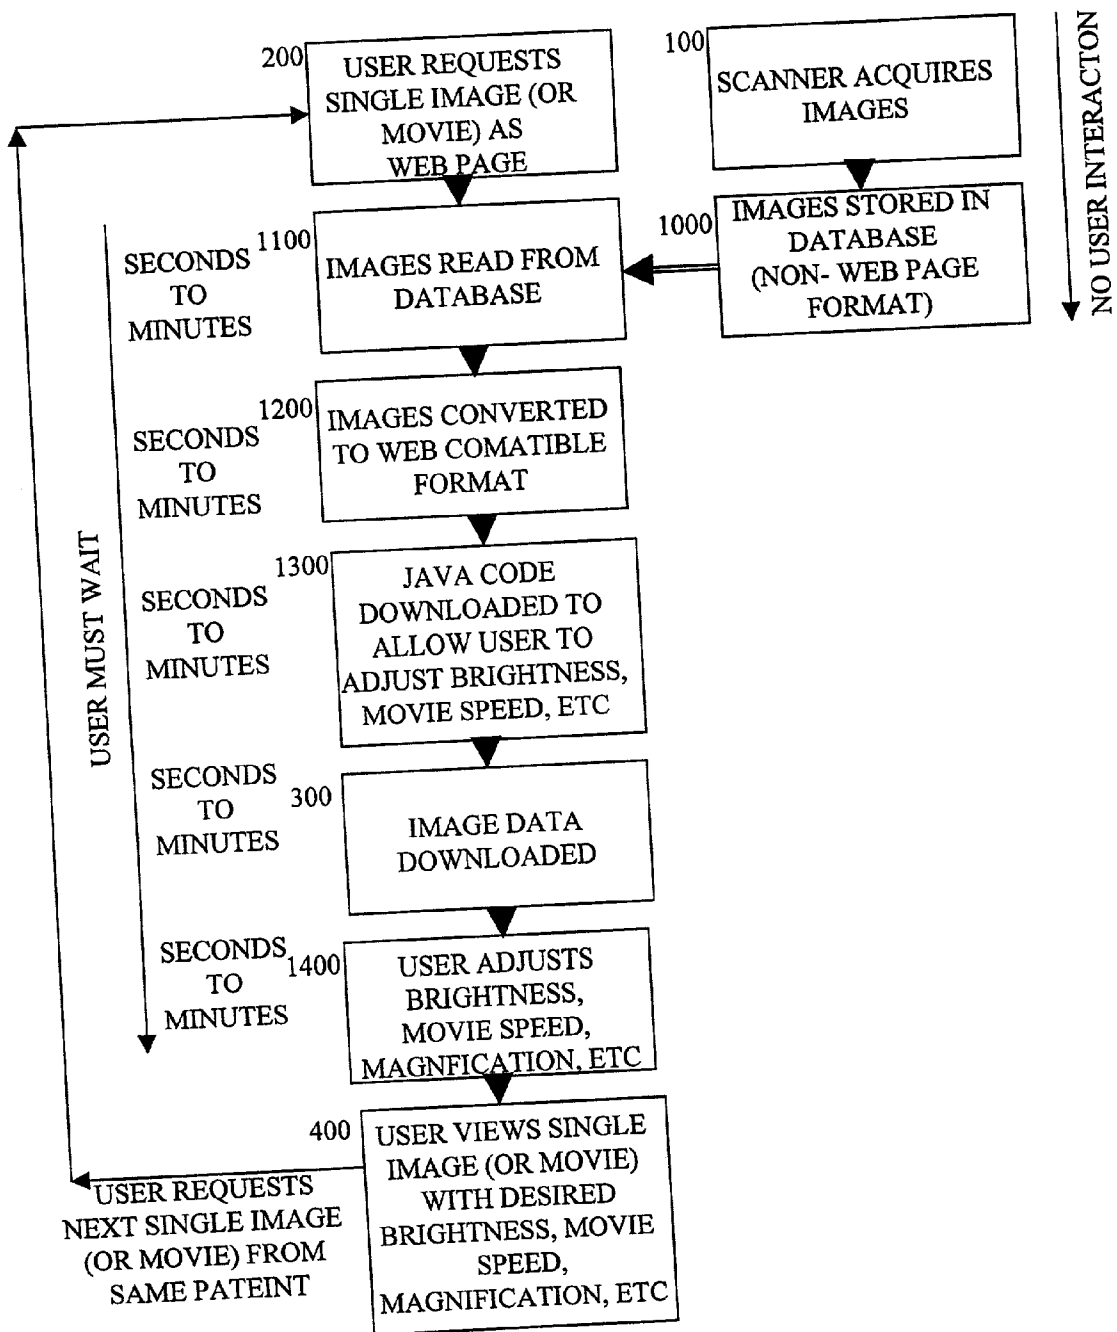 200
USER REQUESTS
SINGLE IMAGE (OR
MOVIE) AS
WEB PAGE
100
SCANNER ACQUIRES
IMAGES
NO USER INTERACTON
1000
IMAGES STORED IN
DATABASE
(NON- WEB PAGE
FORMAT)
SECONDS
TO
MINUTES
1100
IMAGES READ FROM
DATABASE
SECONDS
TO
MINUTES
1200
IMAGES CONVERTED
TO WEB COMATIBLE
FORMAT
USER MUST WAIT
SECONDS
TO
MINUTES
1300
JAVA CODE
DOWNLOADED TO
ALLOW USER TO
ADJUST BRIGHTNESS,
MOVIE SPEED, ETC
SECONDS
TO
MINUTES
300
IMAGE DATA
DOWNLOADED
SECONDS
TO
MINUTES
1400
USER ADJUSTS
BRIGHTNESS,
MOVIE SPEED,
MAGNFICATION, ETC
400
USER VIEWS SINGLE
IMAGE (OR MOVIE)
WITH DESIRED
BRIGHTNESS, MOVIE
SPEED,
MAGNIFICATION, ETC
USER REQUESTS
NEXT SINGLE IMAGE
(OR MOVIE) FROM
SAME PATEINT